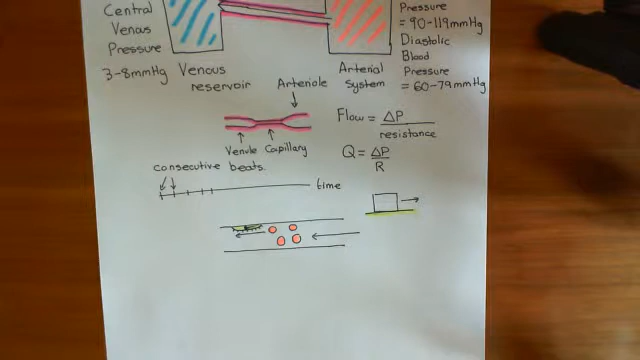 Central
Venous
Pressure
3-8mmHg
Venous
reservoir
Arterial
System
Pressure
=90-119mmHg
Diastolic
Blood
Pressure
=60-79mmHg
Arteriole
Venule Capillary
Flow = ΔP
resistance
Q = ΔP
R
consecutive beats.
time